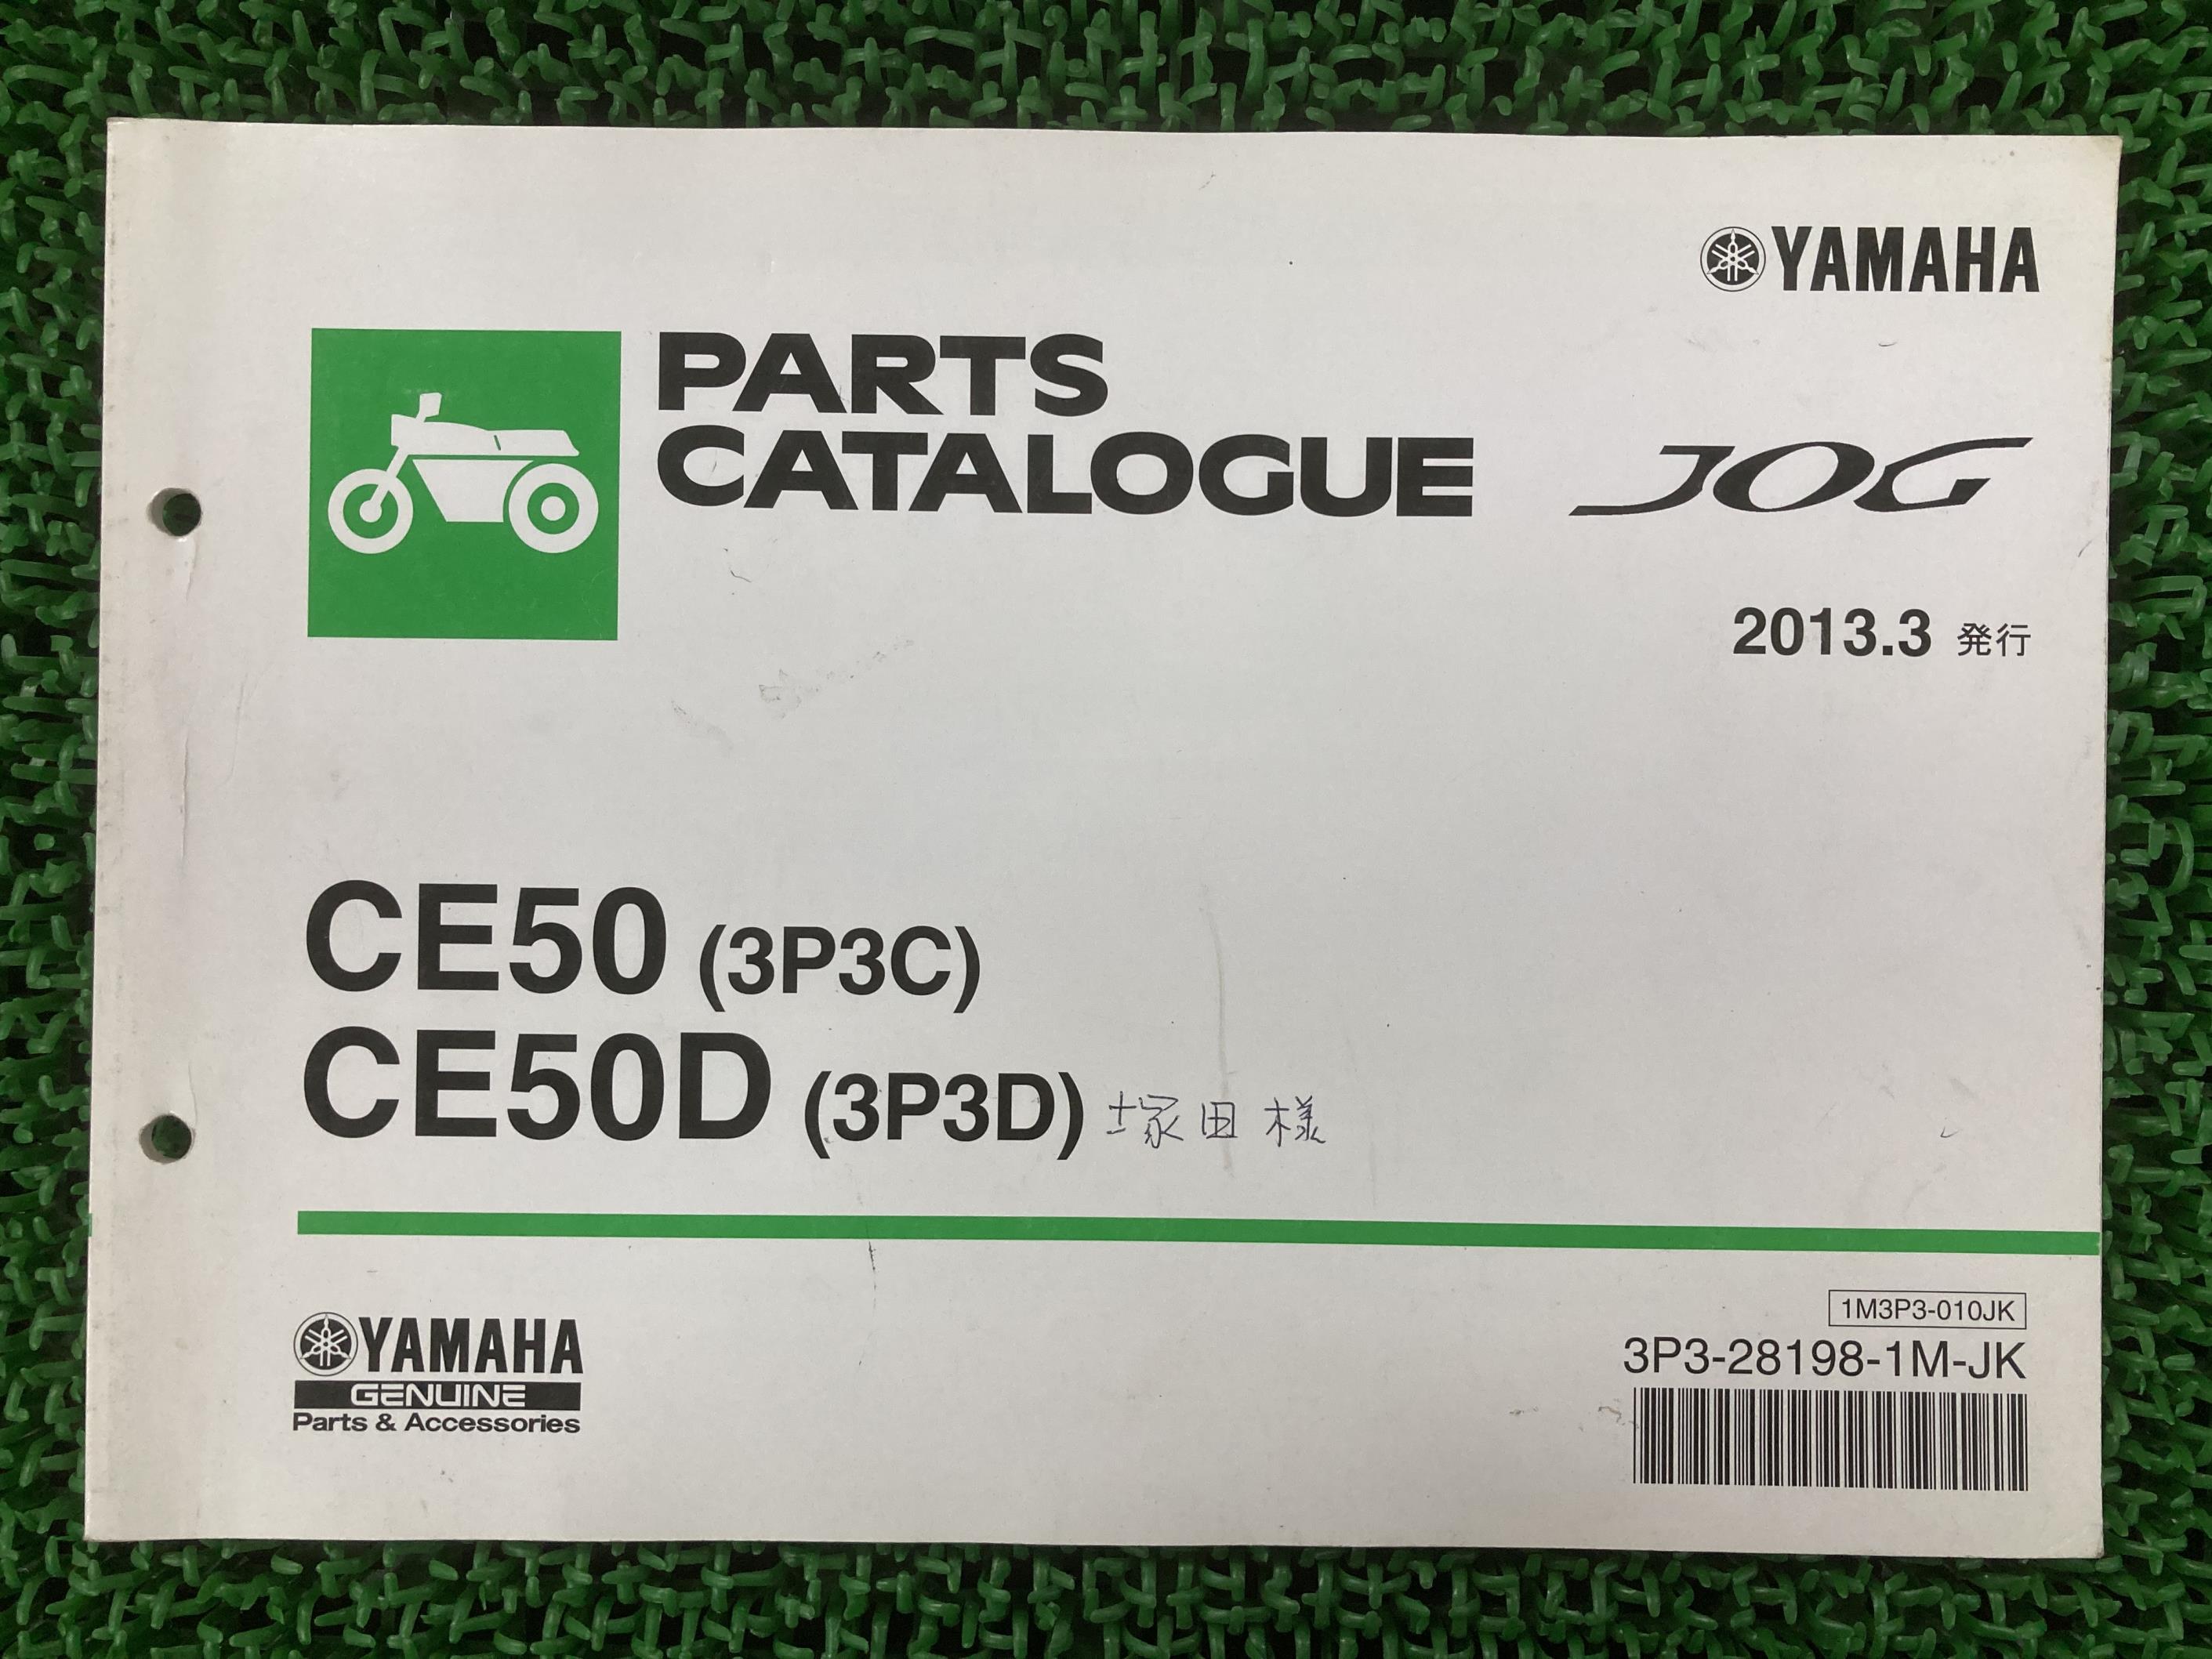 YAMAHA
PARTS
CATALOGUE JOG
2013.3 発行
CE50 (3P3C)
CE50D (3P3D) 塚田様
YAMAHA
GENUINE
Parts & Accessories
1M3P3-010JK
3P3-28198-1M-JK